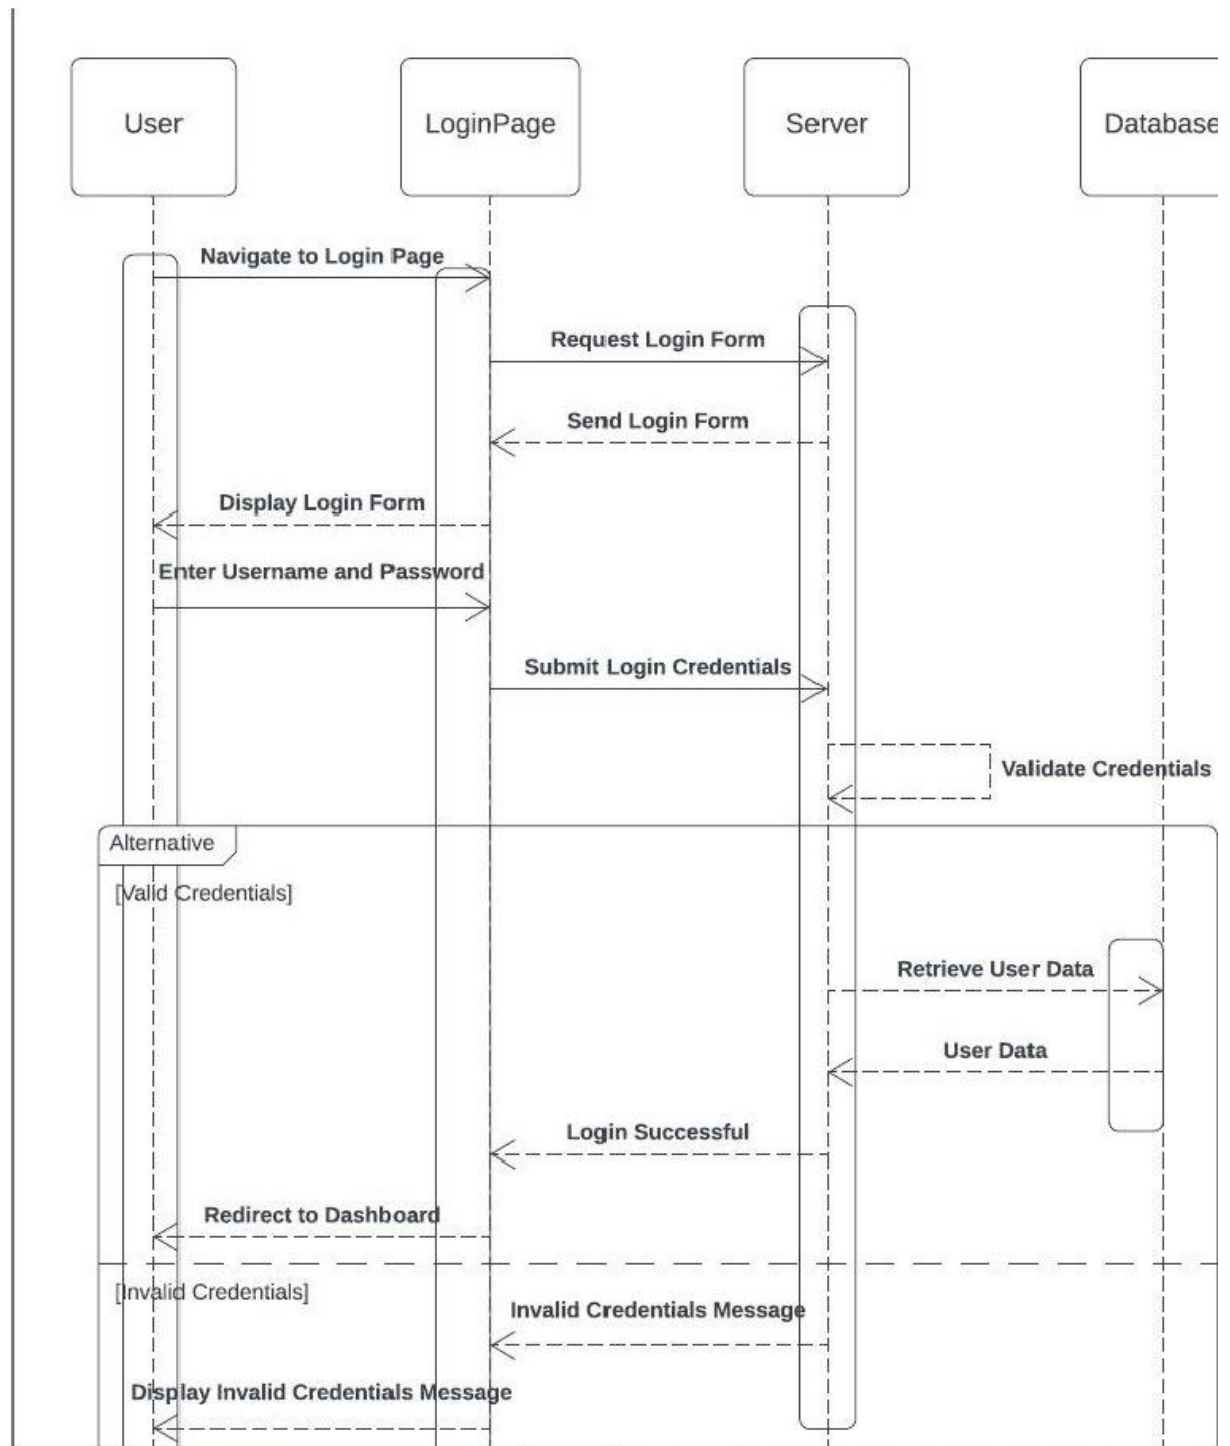 User
LoginPage
Server
Database
Navigate to Login Page
Request Login Form
Send Login Form
Display Login Form
Enter Username and Password
Submit Login Credentials
Validate Credentials
Alternative
[Valid Credentials]
Retrieve User Data
User Data
Login Successful
Redirect to Dashboard
[Invalid Credentials]
Invalid Credentials Message
Display Invalid Credentials Message